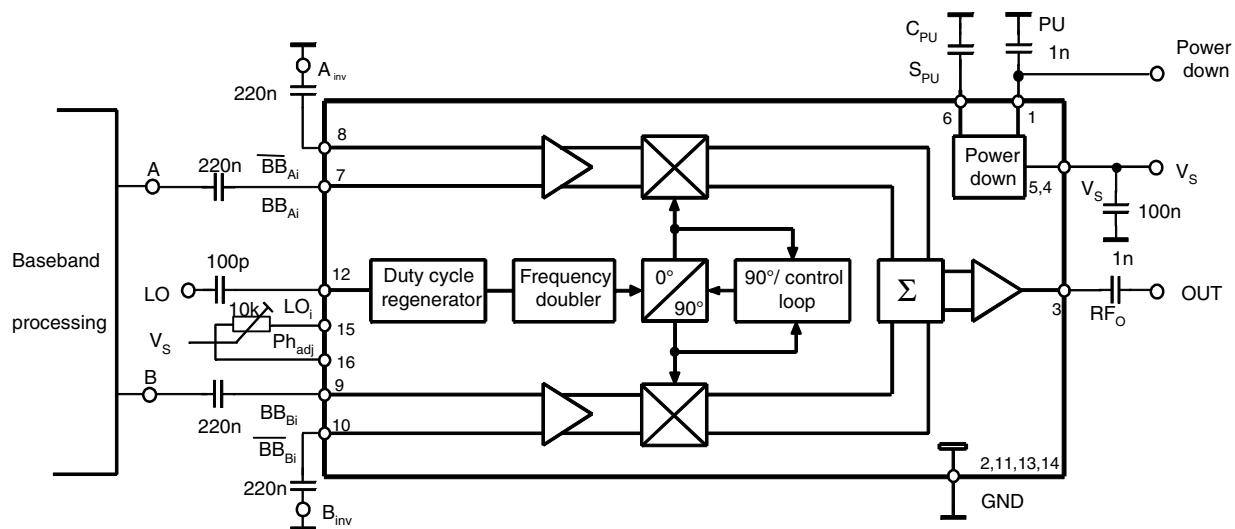 C_PU
PU
1n
Power
down
S_PU
A_inv
220n
6
1
8
A
220n
BB_Ai
7
BB_Ai
Power
down
5,4
V_S
V_S
100n
Baseband
processing
100p
12
LO
Duty cycle
regenerator
Frequency
doubler
0°
90°
90°/ control
loop
Σ
1n
OUT
3
RF_O
10k
LO_i
15
V_S
Ph_adj
16
B
9
220n
BB_Bi
10
BB_Bi
220n
B_inv
2,11,13,14
GND